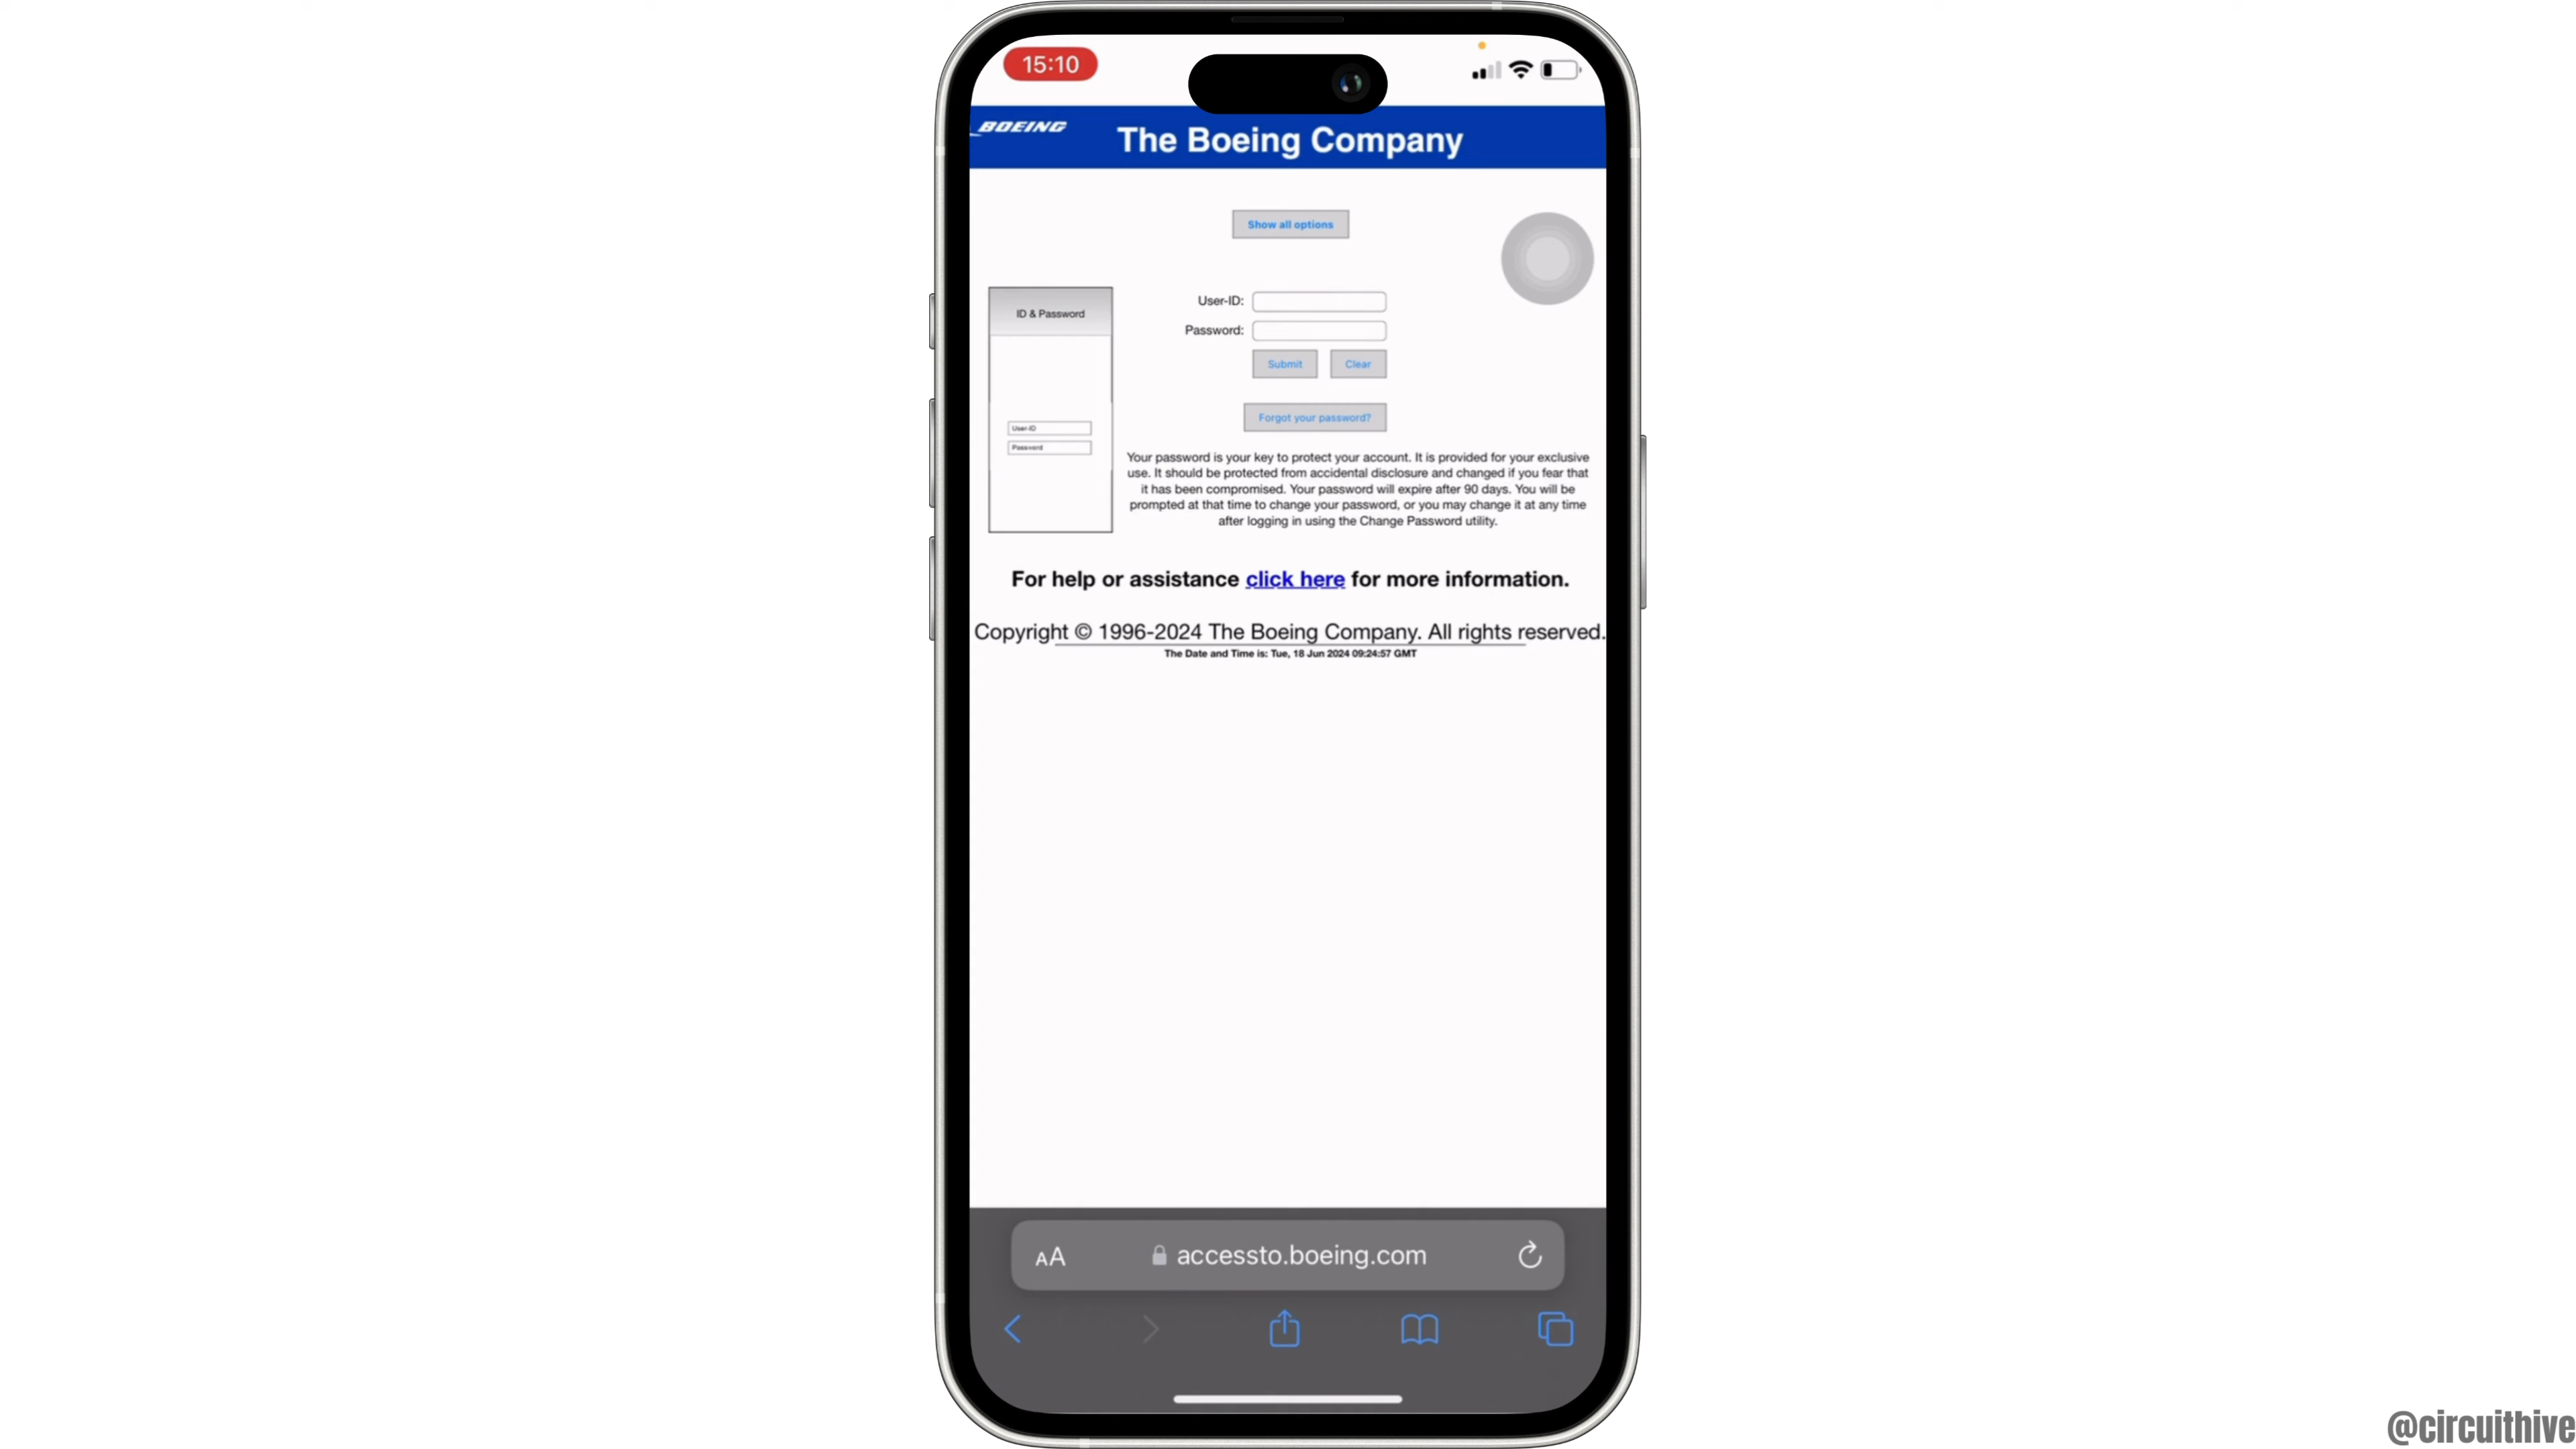 15:10
BOEING
The Boeing Company
Show all options
ID & Password
User-ID:
Password:
Submit
Clear
Forgot your password?
User-ID
Password
Your password is your key to protect your account. It is provided for your exclusive
use. It should be protected from accidental disclosure and changed if you fear that
it has been compromised. Your password will expire after 90 days. You will be
prompted at that time to change your password, or you may change it at any time
after logging in using the Change Password utility.
For help or assistance click here for more information.
Copyright © 1996-2024 The Boeing Company. All rights reserved.
The Date and Time is: Tue, 18 Jun 2024 09:24:57 GMT
AA
accessto.boeing.com
@circuithive